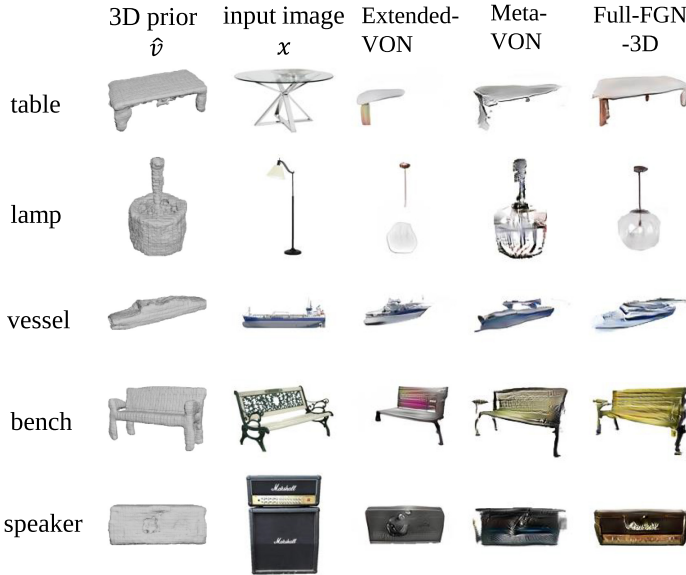 3D prior input image Extended- Meta- Full-FGN
v̂ x VON VON -3D
table
lamp
vessel
bench
Marshall
speaker
Marshall